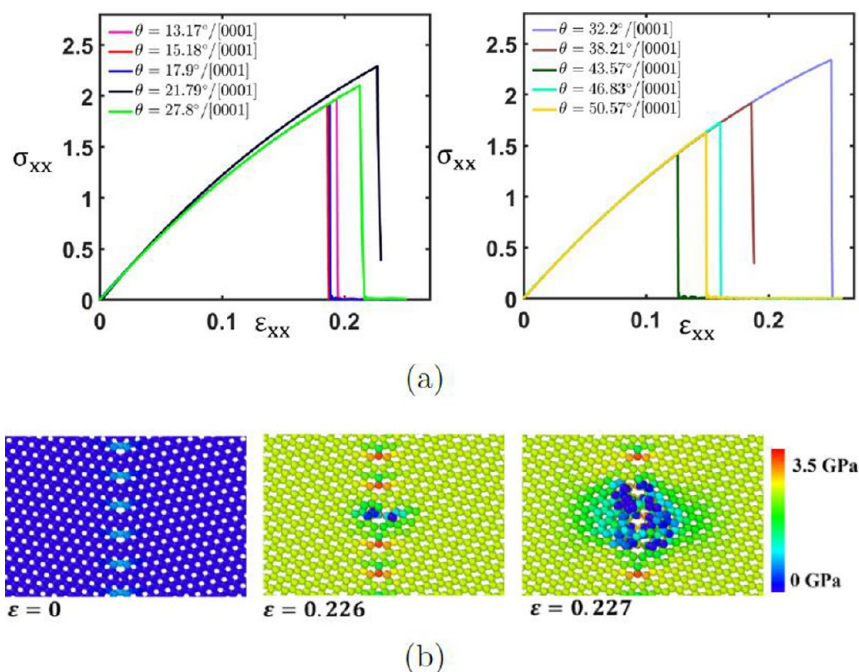 2.5
2
1.5
1
0.5
0
σxx
θ = 13.17°/[0001]
θ = 15.18°/[0001]
θ = 17.9°/[0001]
θ = 21.79°/[0001]
θ = 27.8°/[0001]
0 0.1 0.2
εxx
2.5
2
1.5
1
0.5
0
σxx
θ = 32.2°/[0001]
θ = 38.21°/[0001]
θ = 43.57°/[0001]
θ = 46.83°/[0001]
θ = 50.57°/[0001]
0 0.1 0.2
εxx
(a)
3.5 GPa
0 GPa
ε = 0
ε = 0.226
ε = 0.227
(b)